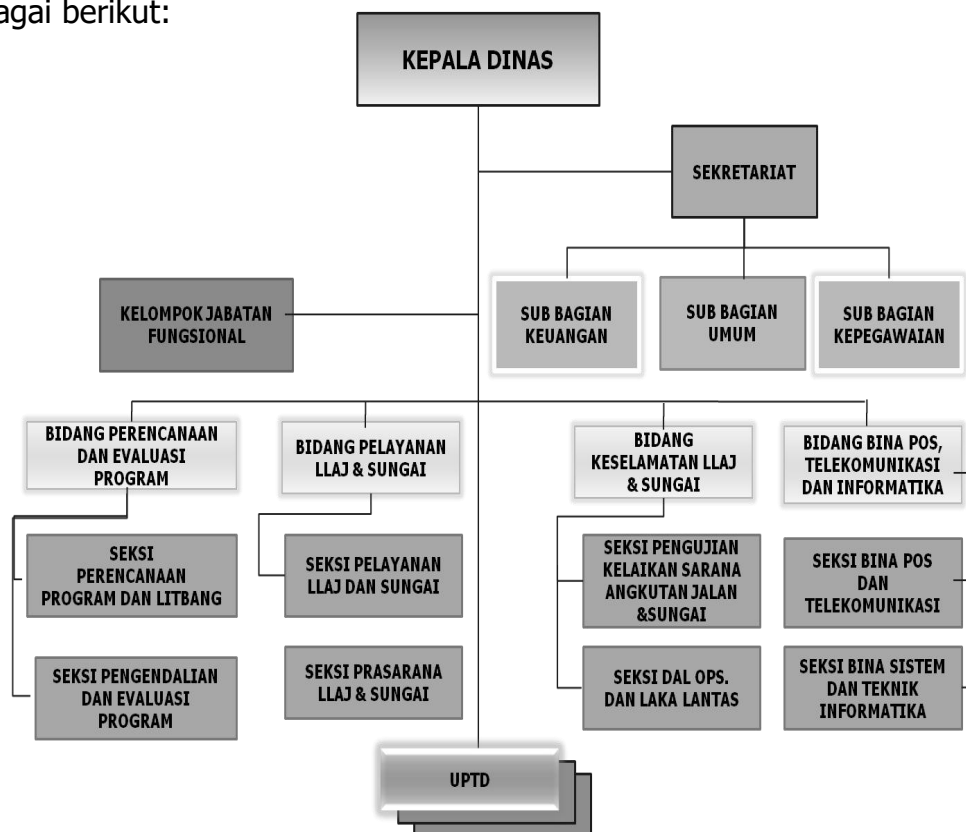 agai berikut:
KEPALA DINAS
SEKRETARIAT
KELOMPOK JABATAN
FUNGSIONAL
SUB BAGIAN
KEUANGAN
SUB BAGIAN
UMUM
SUB BAGIAN
KEPEGAWAIAN
BIDANG PERENCANAAN
DAN EVALUASI
PROGRAM
BIDANG PELAYANAN
LLAJ & SUNGAI
BIDANG
KESELAMATAN LLAJ
& SUNGAI
BIDANG BINA POS,
TELEKOMUNIKASI
DAN INFORMATIKA
SEKSI
PERENCANAAN
PROGRAM DAN LITBANG
SEKSI PELAYANAN
LLAJ DAN SUNGAI
SEKSI PENGUJIAN
KELAIKAN SARANA
ANGKUTAN JALAN
&SUNGAI
SEKSI BINA POS
DAN
TELEKOMUNIKASI
SEKSI PENGENDALIAN
DAN EVALUASI
PROGRAM
SEKSI PRASARANA
LLAJ & SUNGAI
SEKSI DAL OPS.
DAN LAKA LANTAS
SEKSI BINA SISTEM
DAN TEKNIK
INFORMATIKA
UPTD